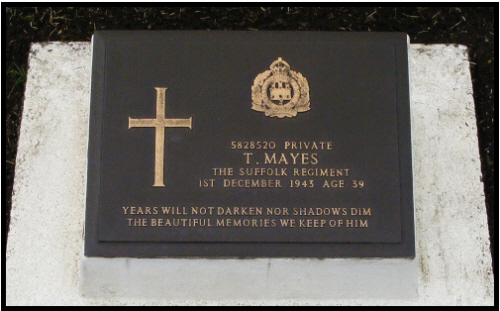 5828520 PRIVATE
T. MAYES
THE SUFFOLK REGIMENT
1ST DECEMBER 1943 AGE 39
YEARS WILL NOT DARKEN NOR SHADOWS DIM
THE BEAUTIFUL MEMORIES WE KEEP OF HIM